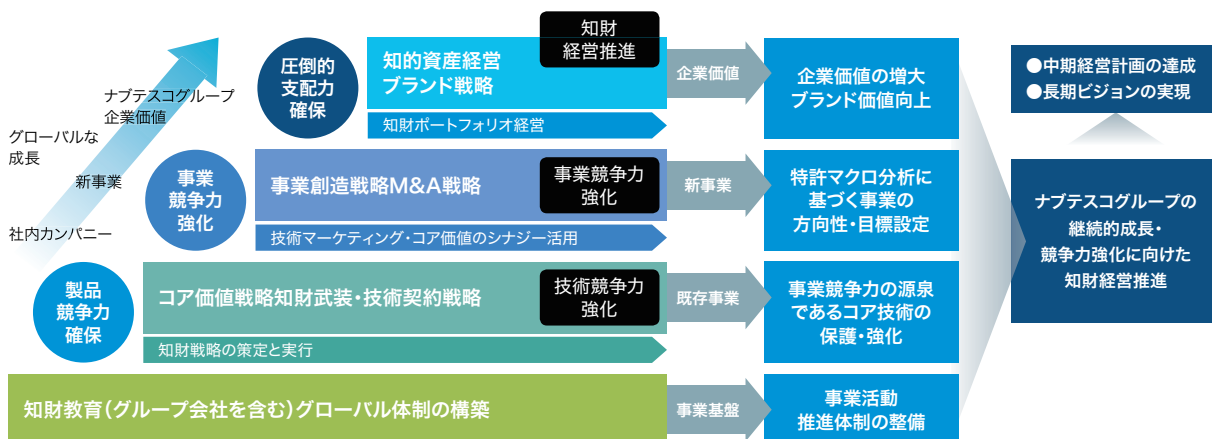 グローバルな
成長
ナブテスコグループ
企業価値
新事業
社内カンパニー
圧倒的
支配力
確保
知的資産経営
ブランド戦略
知財
経営推進
知財ポートフォリオ経営
企業価値
企業価値の増大
ブランド価値向上
事業
競争力
強化
事業創造戦略M&A戦略
事業競争力
強化
技術マーケティング・コア価値のシナジー活用
新事業
特許マクロ分析に
基づく事業の
方向性・目標設定
製品
競争力
確保
コア価値戦略知財武装・技術契約戦略
技術競争力
強化
知財戦略の策定と実行
既存事業
事業競争力の源泉
であるコア技術の
保護・強化
知財教育(グループ会社を含む)グローバル体制の構築
事業基盤
事業活動
推進体制の整備
●中期経営計画の達成
●長期ビジョンの実現
ナブテスコグループの
継続的成長・
競争力強化に向けた
知財経営推進